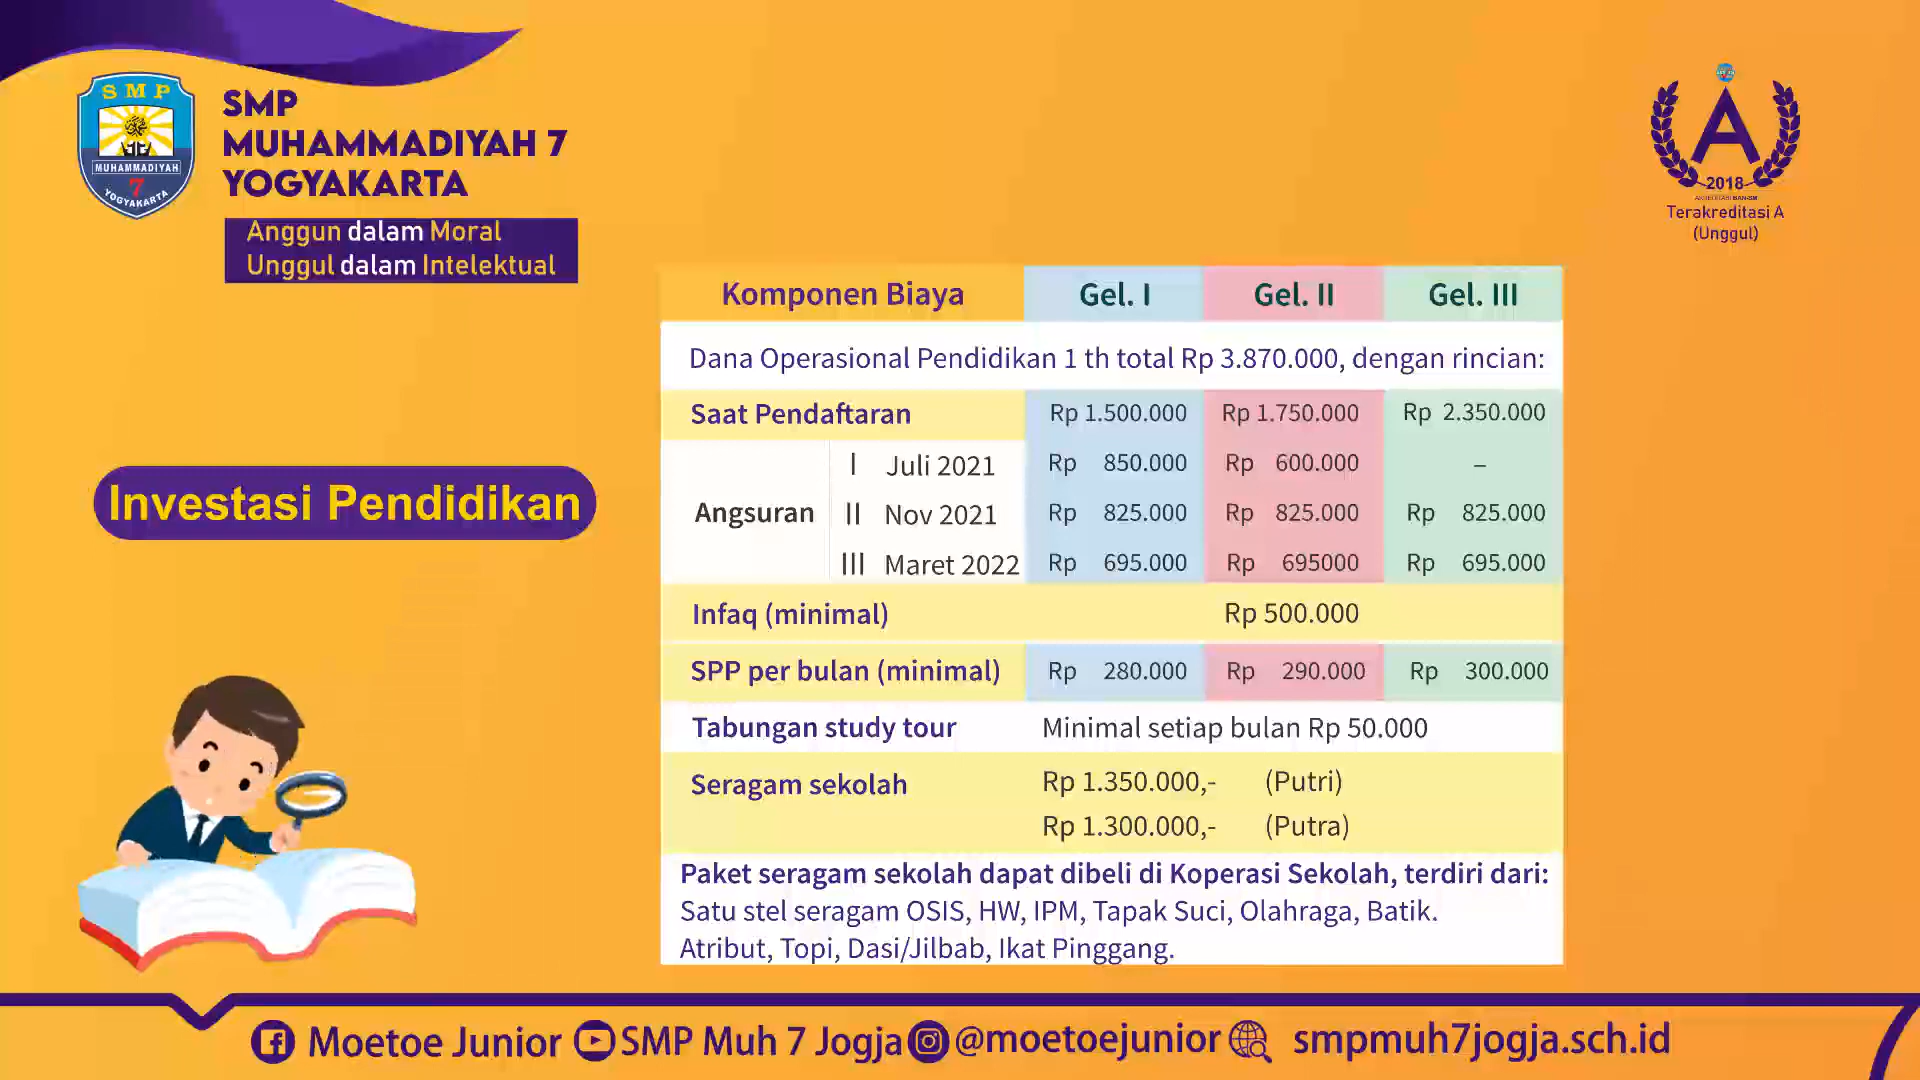 SMP
MUHAMMADIYAH
7
YOGYAKARTA
SMP
MUHAMMADIYAH 7
YOGYAKARTA
Anggun dalam Moral
Unggul dalam Intelektual
A
2018
AKREDITASI BAN-SM
Terakreditasi A
(Unggul)
Investasi Pendidikan
Komponen Biaya Gel. I Gel. II Gel. III
Dana Operasional Pendidikan 1 th total Rp 3.870.000, dengan rincian:
Saat Pendaftaran Rp 1.500.000 Rp 1.750.000 Rp 2.350.000
I Juli 2021 Rp 850.000 Rp 600.000 –
Angsuran II Nov 2021 Rp 825.000 Rp 825.000 Rp 825.000
III Maret 2022 Rp 695.000 Rp 695000 Rp 695.000
Infaq (minimal) Rp 500.000
SPP per bulan (minimal) Rp 280.000 Rp 290.000 Rp 300.000
Tabungan study tour Minimal setiap bulan Rp 50.000
Seragam sekolah Rp 1.350.000,- (Putri)
Rp 1.300.000,- (Putra)
Paket seragam sekolah dapat dibeli di Koperasi Sekolah, terdiri dari:
Satu stel seragam OSIS, HW, IPM, Tapak Suci, Olahraga, Batik.
Atribut, Topi, Dasi/Jilbab, Ikat Pinggang.
Moetoe Junior SMP Muh 7 Jogja @moetoejunior smpmuh7jogja.sch.id